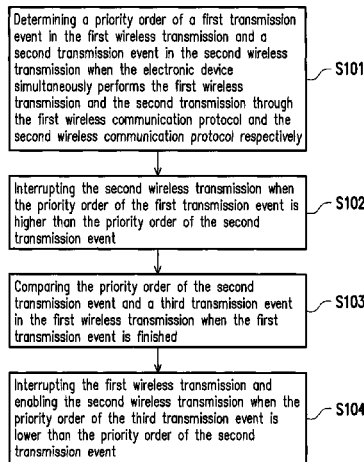 Determining a priority order of a first transmission
event in the first wireless transmission and a
second transmission event in the second wireless
transmission when the electronic device
simultaneously performs the first wireless
transmission and the second transmission through
the first wireless communication protocol and the
second wireless communication protocol respectively
S101
Interrupting the second wireless transmission when
the priority order of the first transmission event is
higher than the priority order of the second
transmission event
S102
Comparing the priority order of the second
transmission event and a third transmission event
in the first wireless transmission when the first
transmission event is finished
S103
Interrupting the first wireless transmission and
enabling the second wireless transmission when the
priority order of the third transmission event is
lower than the priority order of the second
transmission event
S104